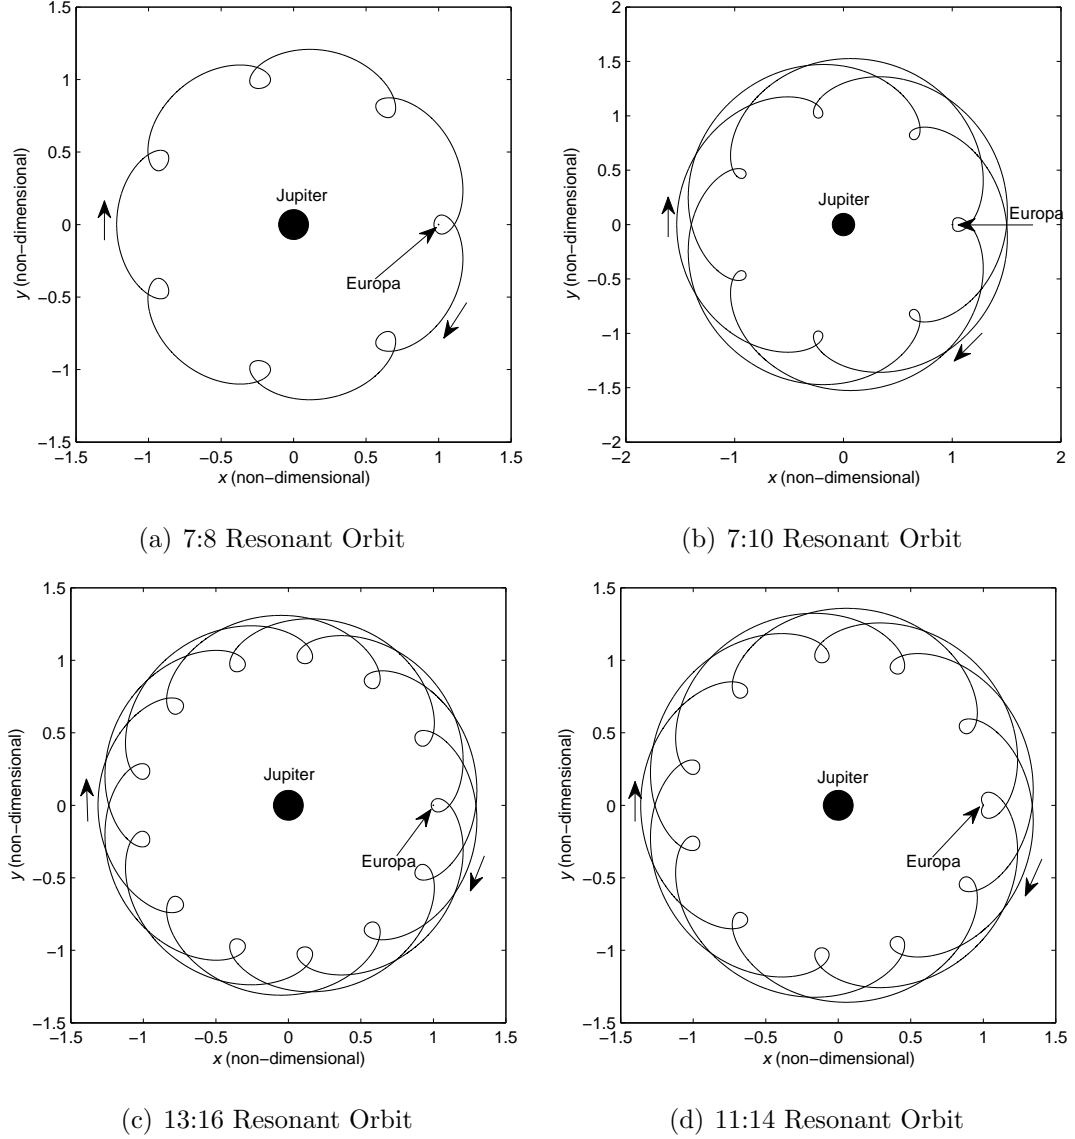 1.5
1
0.5
0
−0.5
−1
−1.5
−1.5 −1 −0.5 0 0.5 1 1.5
x (non−dimensional)
y (non−dimensional)
Jupiter
Europa
(a) 7:8 Resonant Orbit
2
1.5
1
0.5
0
−0.5
−1
−1.5
−2
−2 −1 0 1 2
x (non−dimensional)
y (non−dimensional)
Jupiter
Europa
(b) 7:10 Resonant Orbit
1.5
1
0.5
0
−0.5
−1
−1.5
−1.5 −1 −0.5 0 0.5 1 1.5
x (non−dimensional)
y (non−dimensional)
Jupiter
Europa
(c) 13:16 Resonant Orbit
1.5
1
0.5
0
−0.5
−1
−1.5
−1.5 −1 −0.5 0 0.5 1 1.5
x (non−dimensional)
y (non−dimensional)
Jupiter
Europa
(d) 11:14 Resonant Orbit